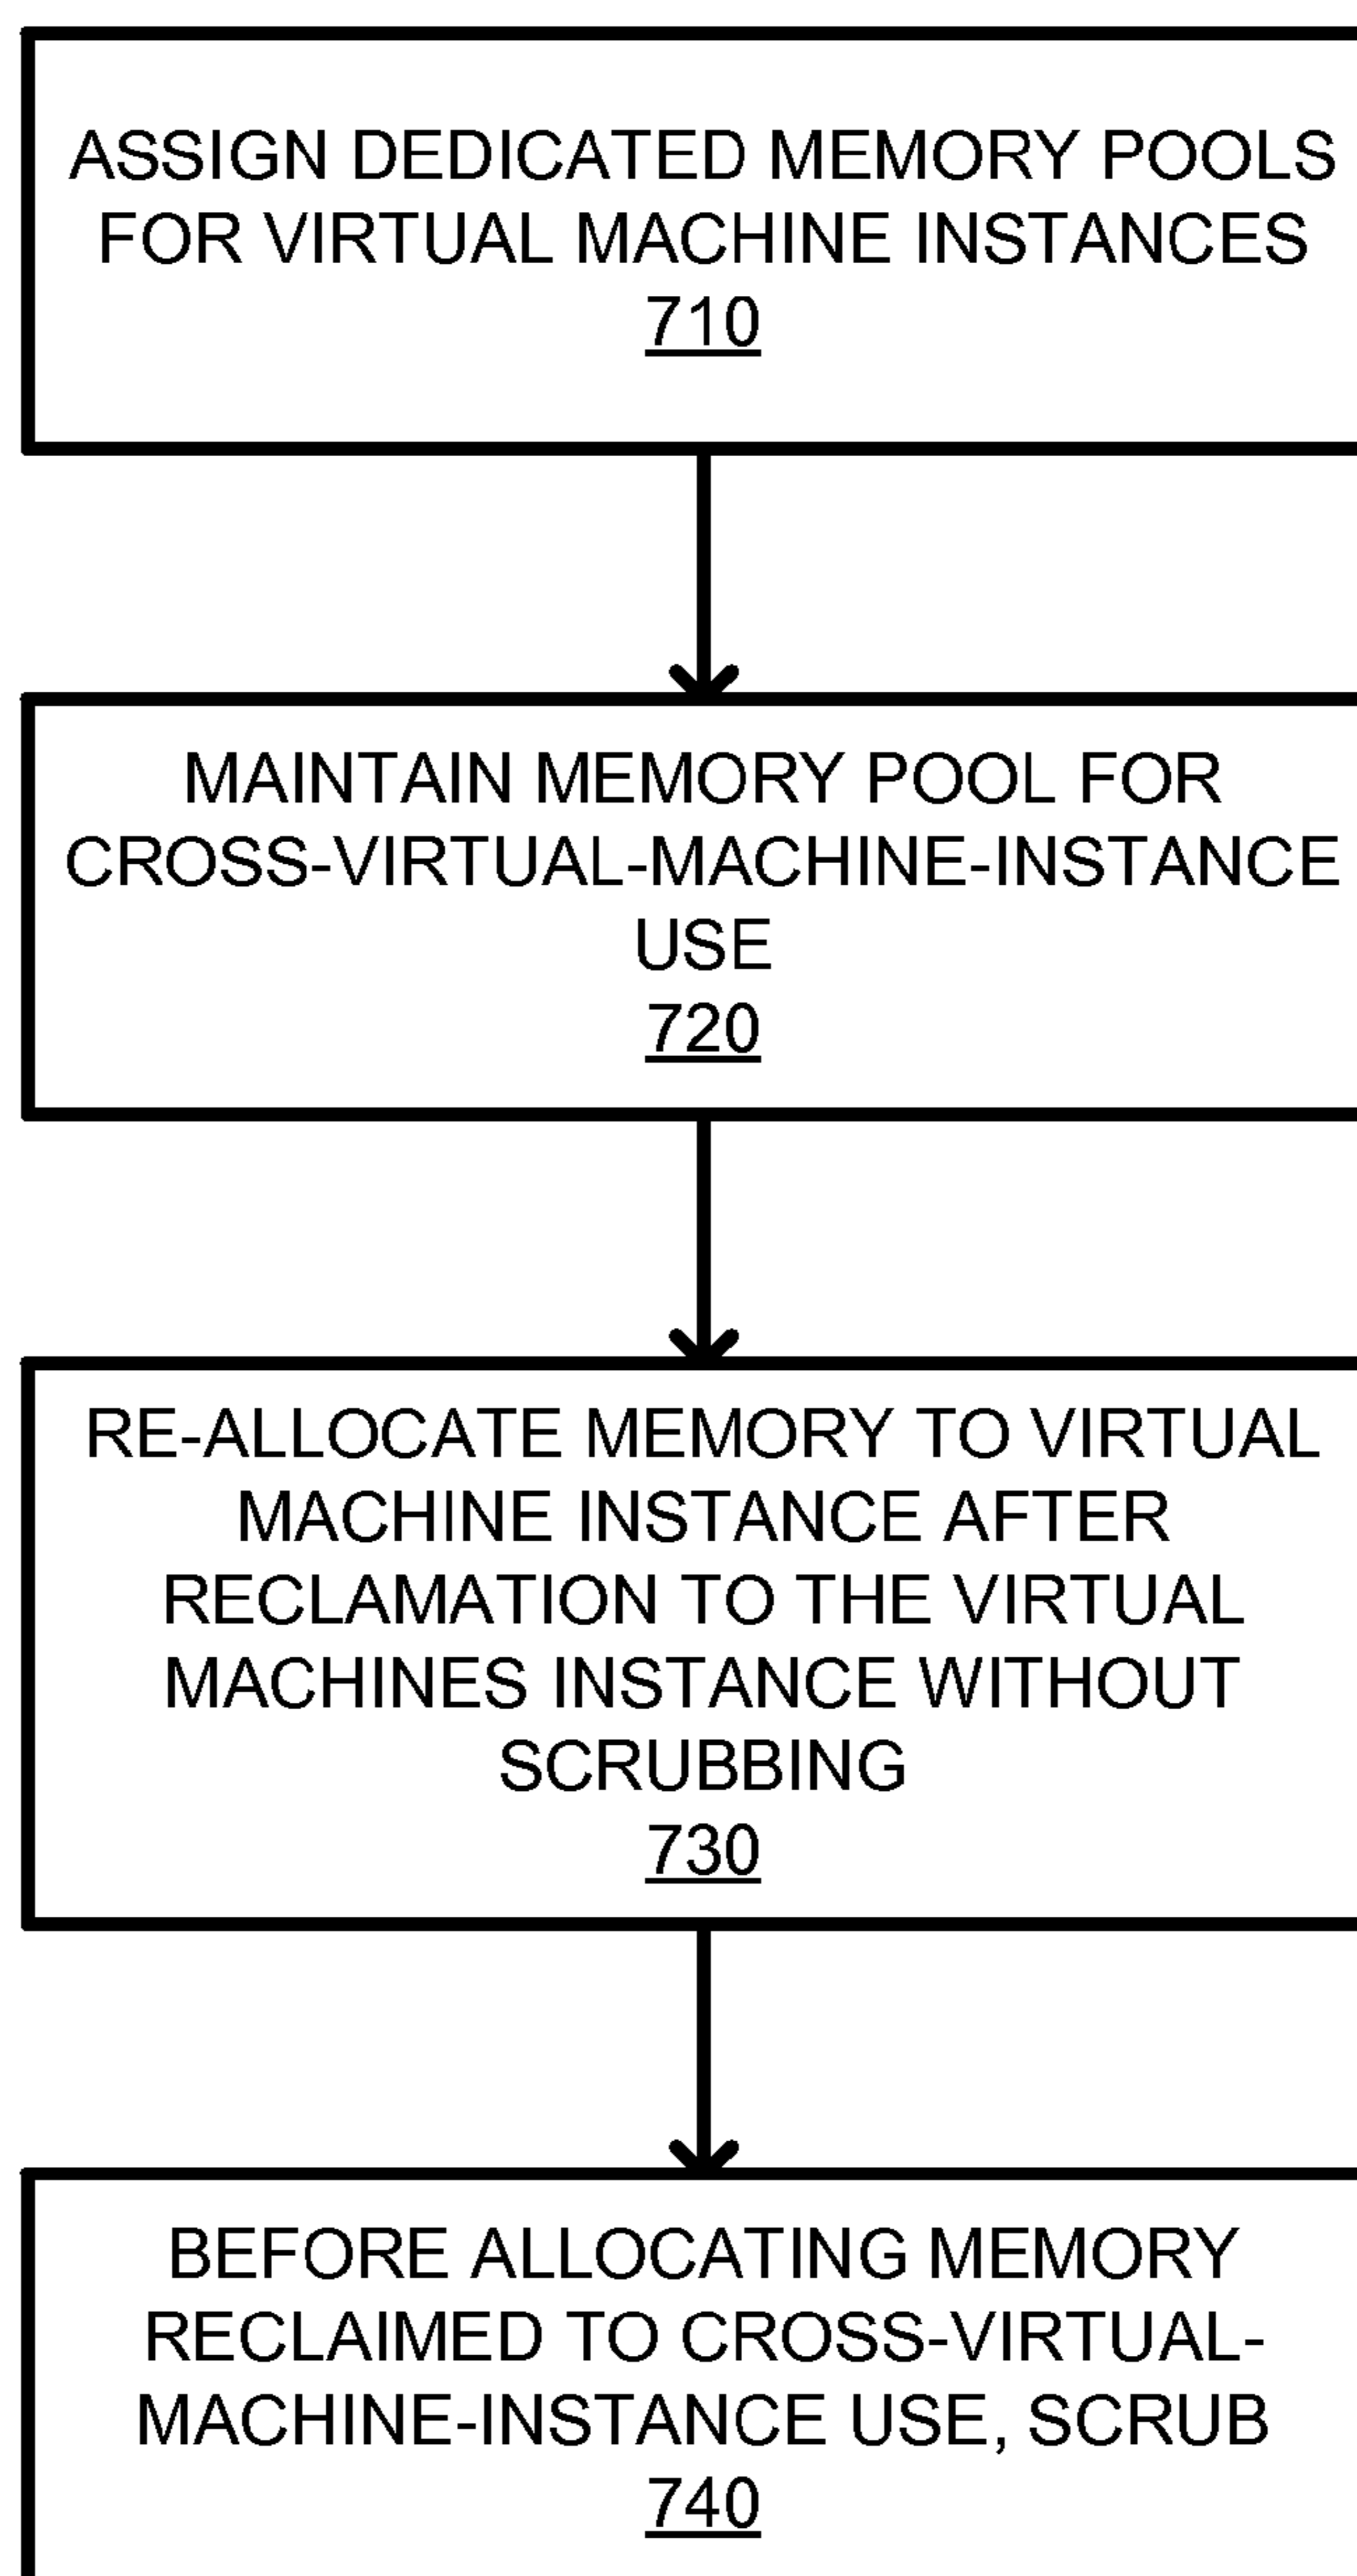 ASSIGN DEDICATED MEMORY POOLS
FOR VIRTUAL MACHINE INSTANCES
710
MAINTAIN MEMORY POOL FOR
CROSS-VIRTUAL-MACHINE-INSTANCE
USE
720
RE-ALLOCATE MEMORY TO VIRTUAL
MACHINE INSTANCE AFTER
RECLAMATION TO THE VIRTUAL
MACHINES INSTANCE WITHOUT
SCRUBBING
730
BEFORE ALLOCATING MEMORY
RECLAIMED TO CROSS-VIRTUAL-
MACHINE-INSTANCE USE, SCRUB
740